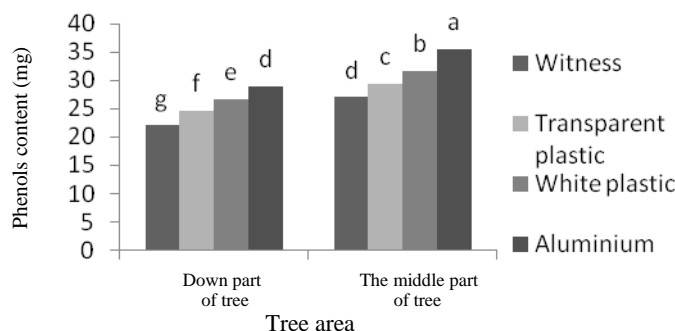 Phenols content (mg)
40
35
30
25
20
15
10
5
0
g
f
e
d
d
c
b
a
Down part
of tree
The middle part
of tree
Tree area
Witness
Transparent
plastic
White plastic
Aluminium